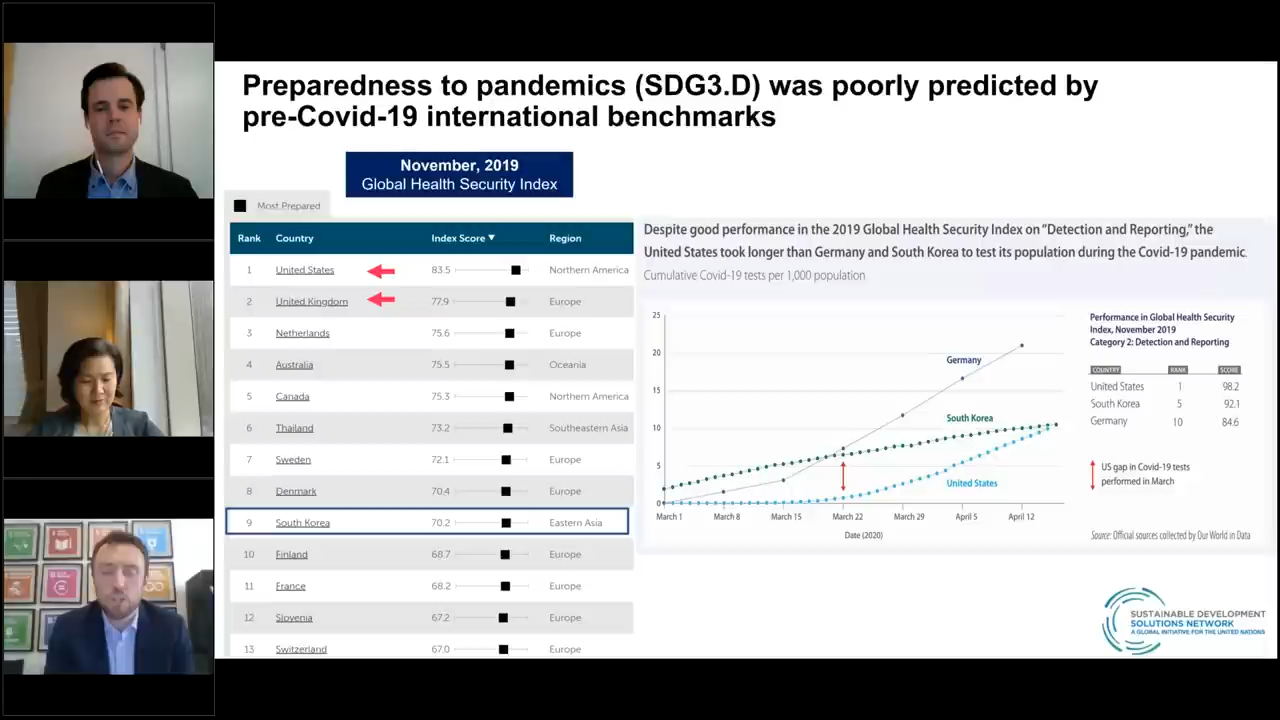 Preparedness to pandemics (SDG3.D) was poorly predicted by
pre-Covid-19 international benchmarks
November, 2019
Global Health Security Index
Most Prepared
Rank Country Index Score▼ Region
1 United States 83.5 Northern America
2 United Kingdom 77.9 Europe
3 Netherlands 75.6 Europe
4 Australia 75.5 Oceania
5 Canada 75.3 Northern America
6 Thailand 73.2 Southeastern Asia
7 Sweden 72.1 Europe
8 Denmark 70.4 Europe
9 South Korea 70.2 Eastern Asia
10 Finland 68.7 Europe
11 France 68.2 Europe
12 Slovenia 67.2 Europe
13 Switzerland 67.0 Europe
Despite good performance in the 2019 Global Health Security Index on “Detection and Reporting,” the
United States took longer than Germany and South Korea to test its population during the Covid-19 pandemic.
Cumulative Covid-19 tests per 1,000 population
25
20
15
10
5
0
Germany
South Korea
United States
March 1 March 8 March 15 March 22 March 29 April 5 April 12
Date (2020)
Performance in Global Health Security
Index, November 2019
Category 2: Detection and Reporting
COUNTRY RANK SCORE
United States 1 98.2
South Korea 5 92.1
Germany 10 84.6
US gap in Covid-19 tests
performed in March
Source: Official sources collected by Our World in Data
SUSTAINABLE DEVELOPMENT
SOLUTIONS NETWORK
A GLOBAL INITIATIVE FOR THE UNITED NATIONS